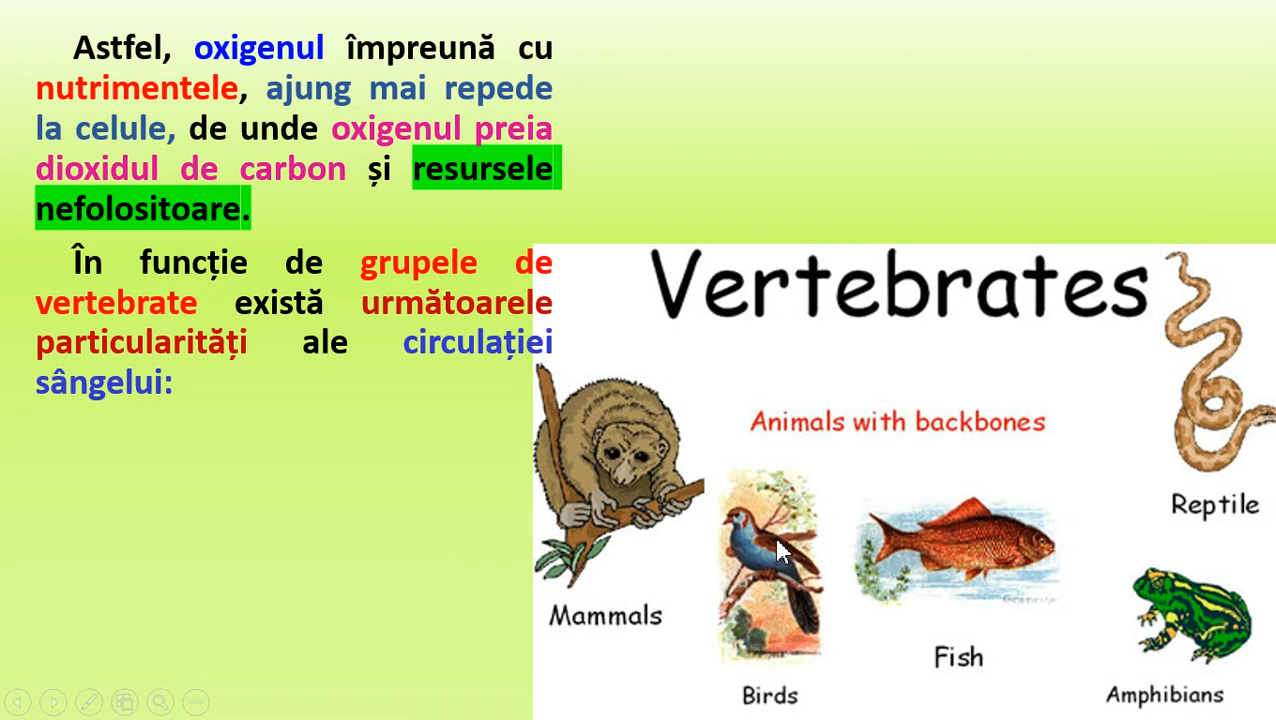 Astfel, oxigenul împreună cu
nutrimentele, ajung mai repede
la celule, de unde oxigenul preia
dioxidul de carbon și resursele
nefolositoare.
În funcție de grupele de
vertebrate există următoarele
particularități ale circulației
sângelui:
Vertebrates
Animals with backbones
Reptile
Mammals
Fish
Birds
Amphibians